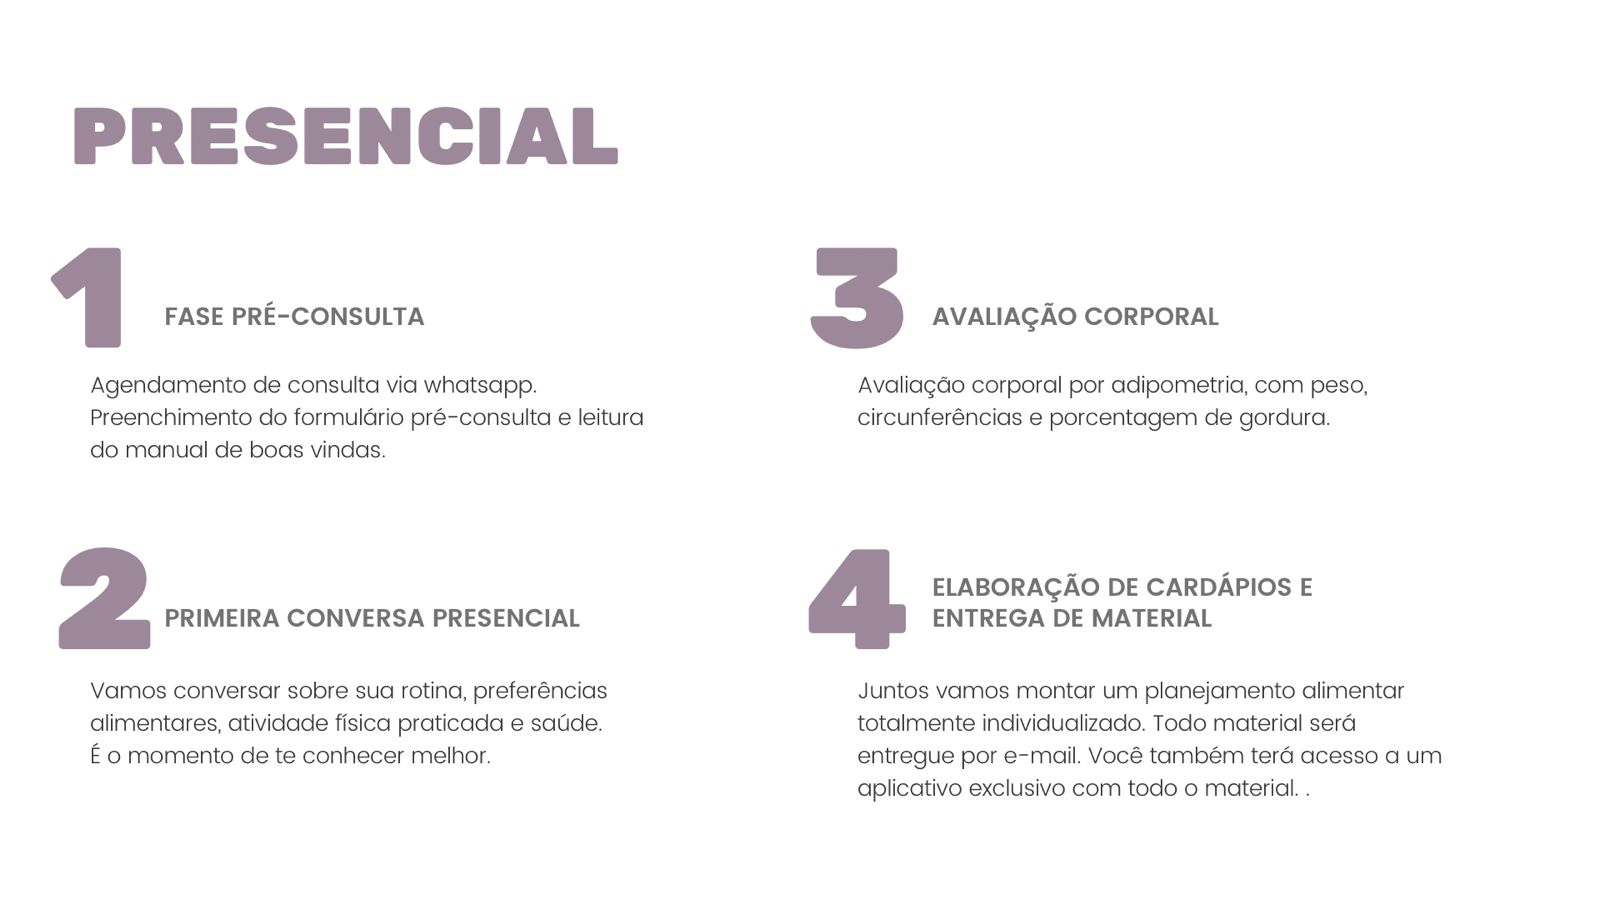 PRESENCIAL
1
FASE PRÉ-CONSULTA
Agendamento de consulta via whatsapp.
Preenchimento do formulário pré-consulta e leitura
do manual de boas vindas.
2
PRIMEIRA CONVERSA PRESENCIAL
Vamos conversar sobre sua rotina, preferências
alimentares, atividade física praticada e saúde.
É o momento de te conhecer melhor.
3
AVALIAÇÃO CORPORAL
Avaliação corporal por adipometria, com peso,
circunferências e porcentagem de gordura.
4
ELABORAÇÃO DE CARDÁPIOS E
ENTREGA DE MATERIAL
Juntos vamos montar um planejamento alimentar
totalmente individualizado. Todo material será
entregue por e-mail. Você também terá acesso a um
aplicativo exclusivo com todo o material. .